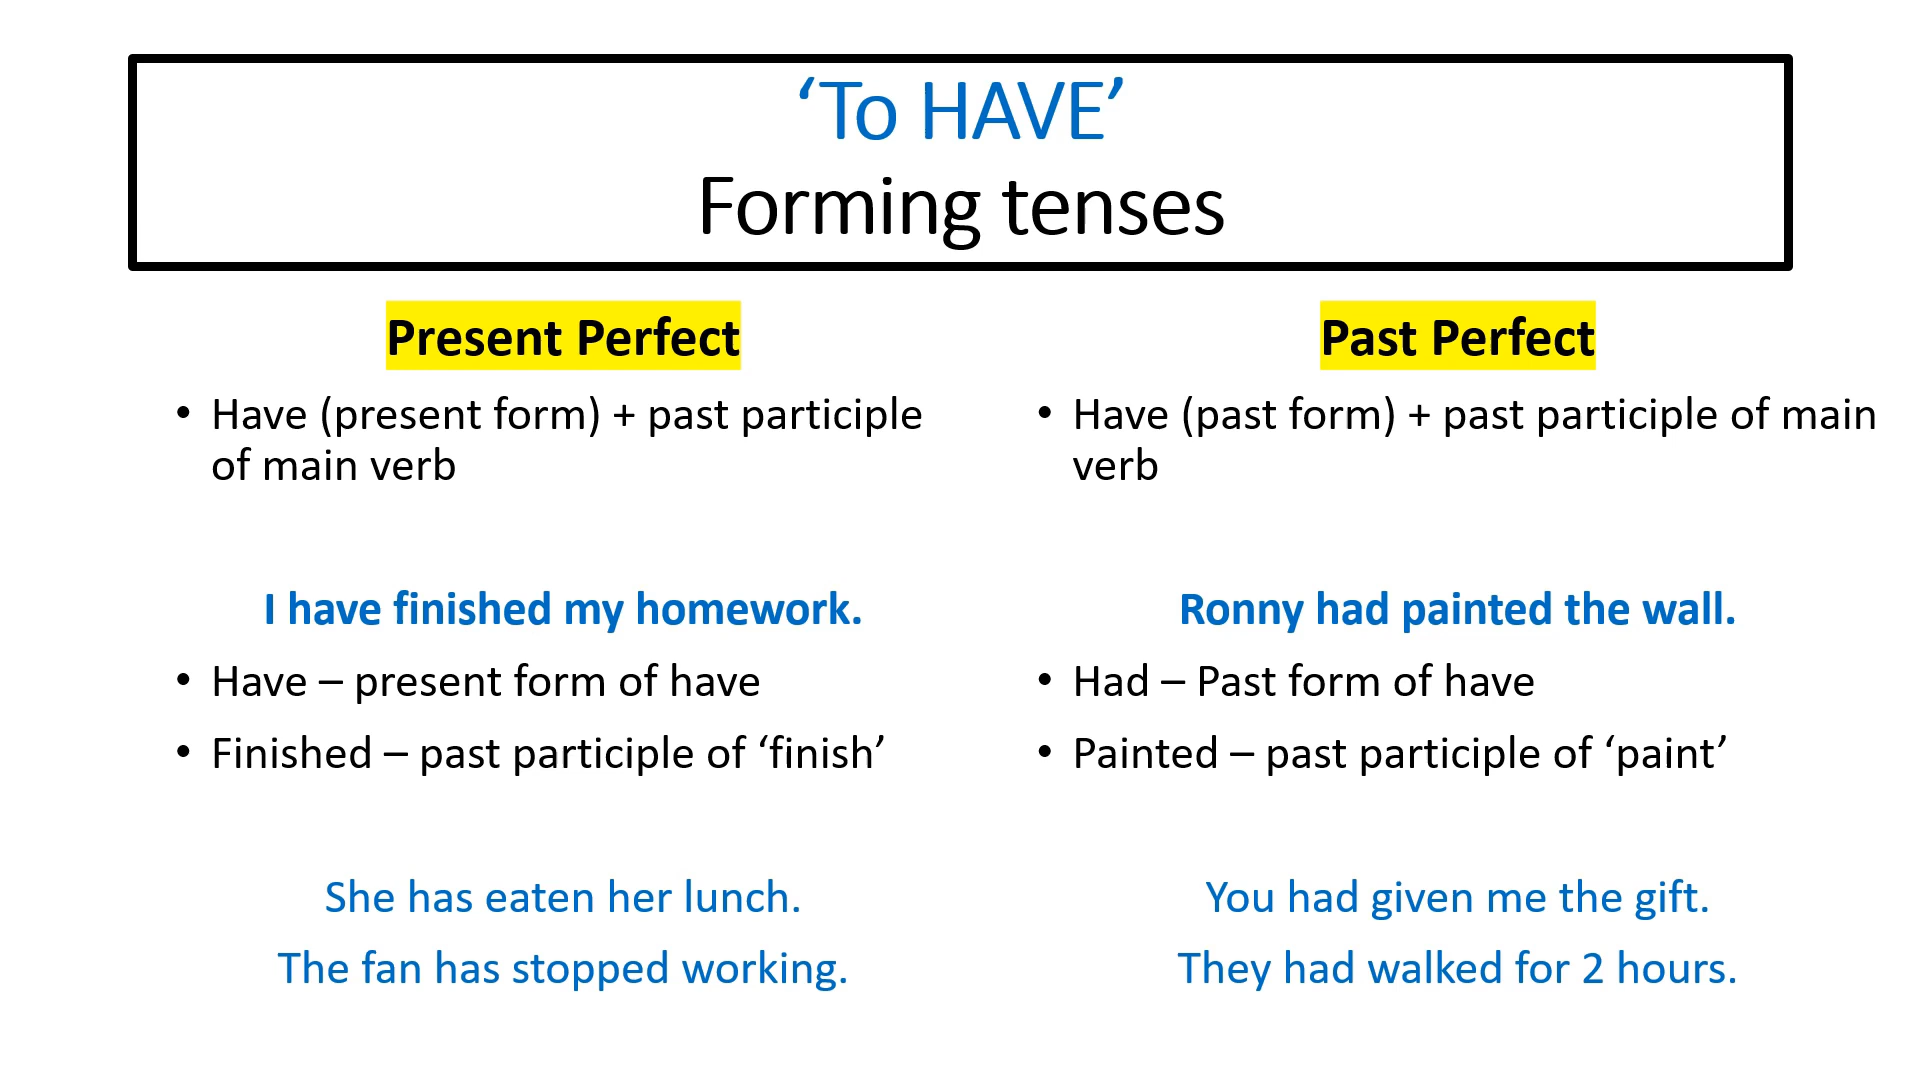 ‘To HAVE’
Forming tenses
Present Perfect
• Have (present form) + past participle
of main verb
I have finished my homework.
• Have – present form of have
• Finished – past participle of ‘finish’
She has eaten her lunch.
The fan has stopped working.
Past Perfect
• Have (past form) + past participle of main
verb
Ronny had painted the wall.
• Had – Past form of have
• Painted – past participle of ‘paint’
You had given me the gift.
They had walked for 2 hours.